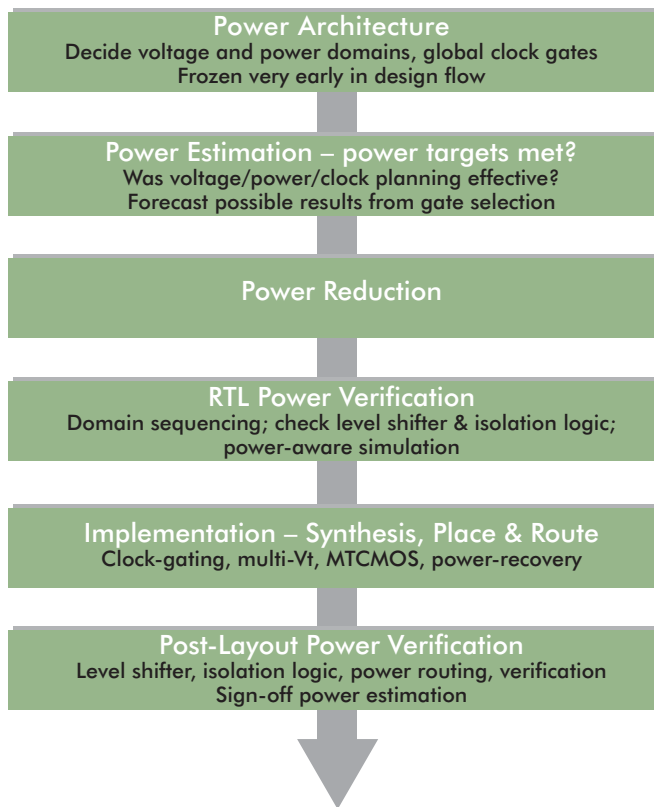 Power Architecture
Decide voltage and power domains, global clock gates
Frozen very early in design flow
Power Estimation – power targets met?
Was voltage/power/clock planning effective?
Forecast possible results from gate selection
Power Reduction
RTL Power Verification
Domain sequencing; check level shifter & isolation logic;
power-aware simulation
Implementation – Synthesis, Place & Route
Clock-gating, multi-Vt, MTCMOS, power-recovery
Post-Layout Power Verification
Level shifter, isolation logic, power routing, verification
Sign-off power estimation